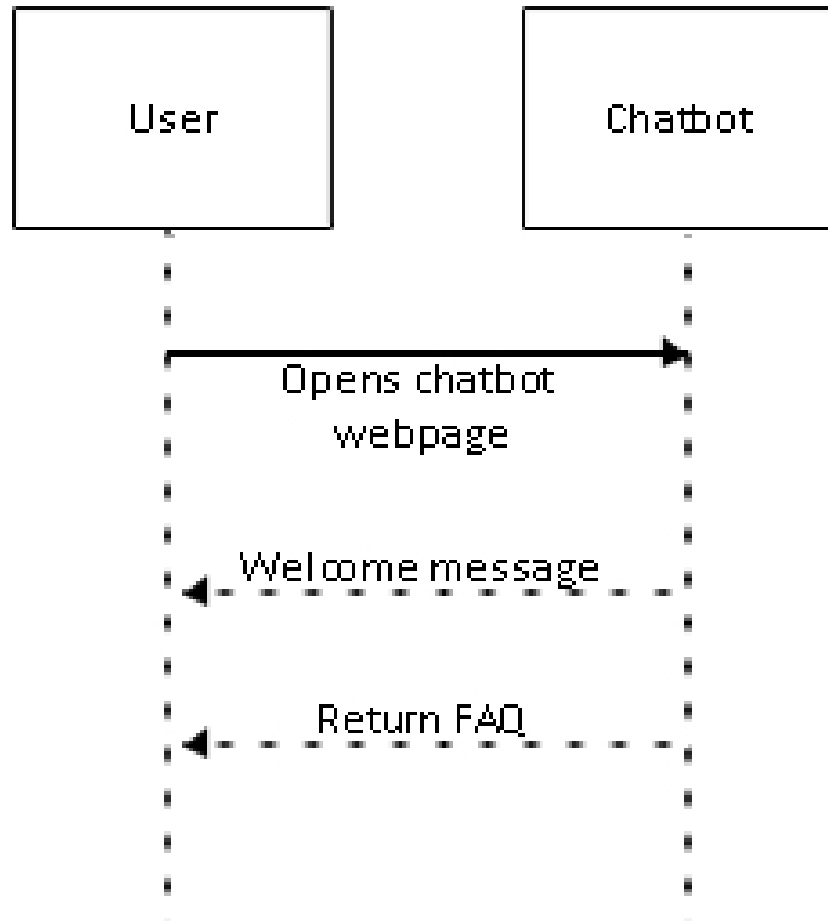 User
Chatbot
Opens chatbot
webpage
Welcome message
Return FAQ